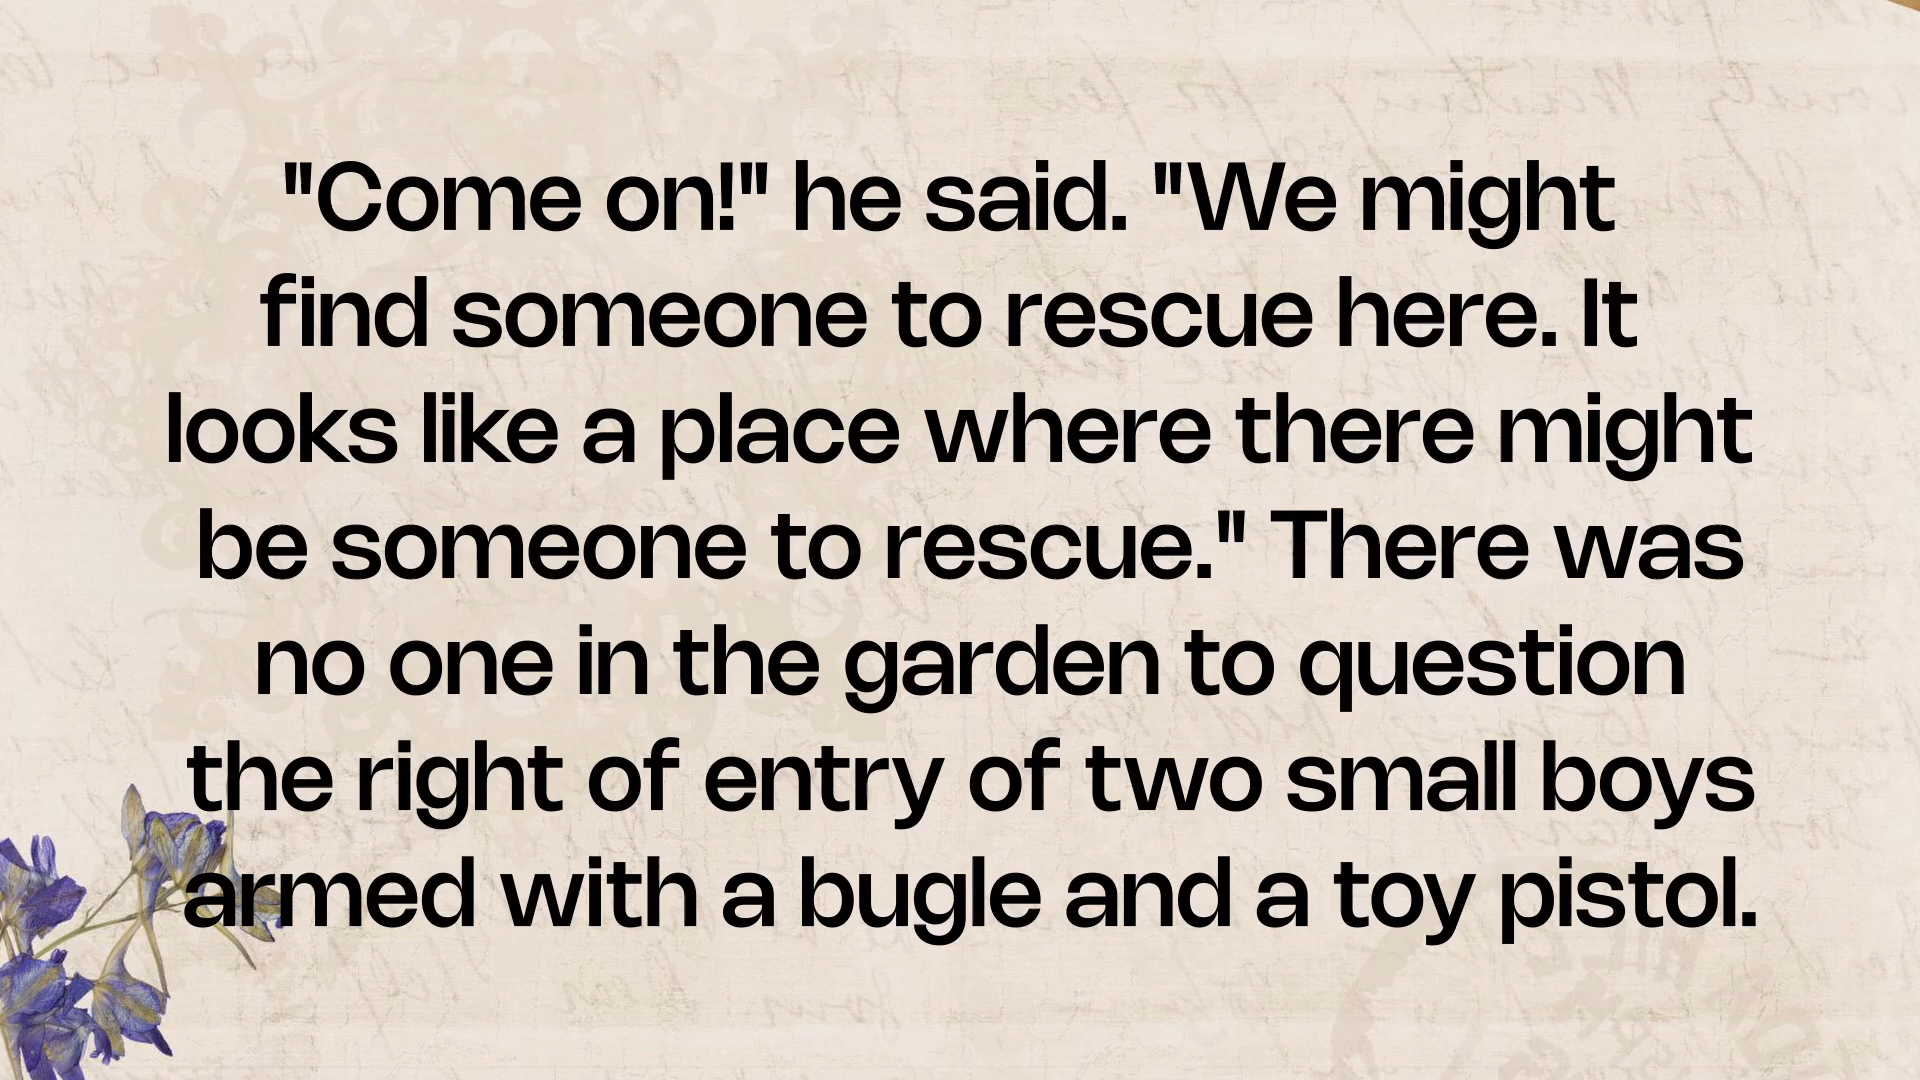 "Come on!" he said. "We might
find someone to rescue here. It
looks like a place where there might
be someone to rescue." There was
no one in the garden to question
the right of entry of two small boys
armed with a bugle and a toy pistol.